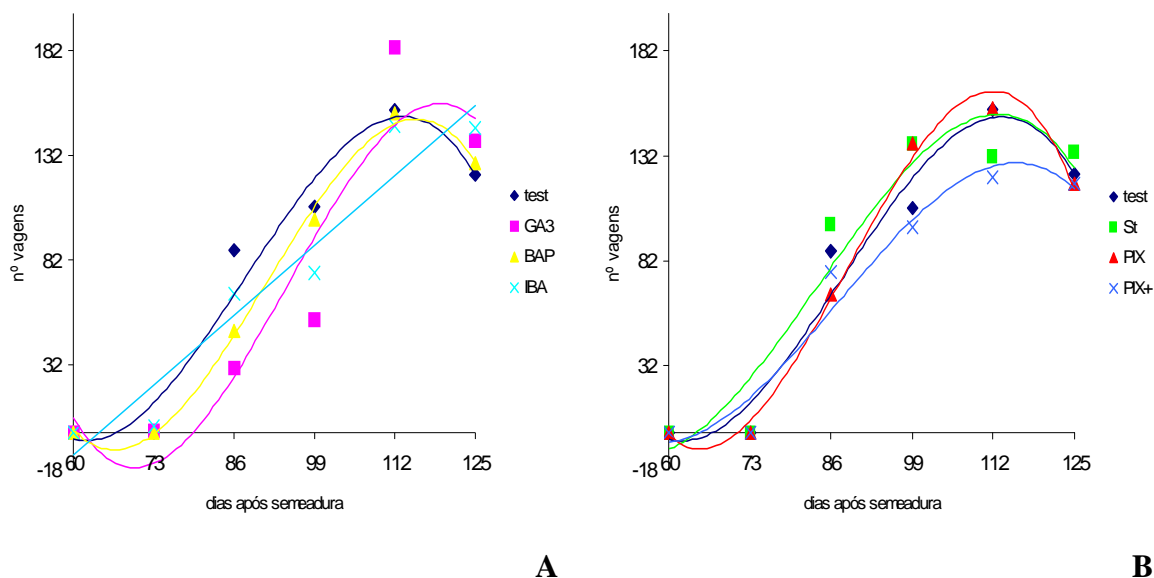 182
132
82
32
-18
nº vagens
60
73
86
99
112
125
dias após semeadura
test
GA3
BAP
IBA
A
182
132
82
32
-18
nº vagens
60
73
86
99
112
125
dias após semeadura
test
St
PIX
PIX+
B